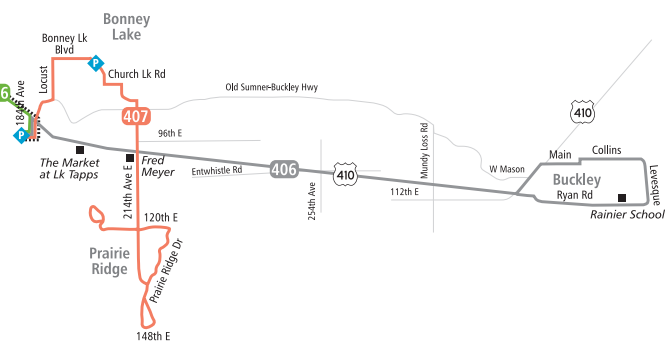 Bonney
Lake
Bonney Lk
Blvd
P
Church Lk Rd
Locust
184th Ave
6
P
407
Old Sumner-Buckley Hwy
410
96th E
The Market
at Lk Tapps
Fred
Meyer
214th Ave E
Entwhistle Rd
406
410
254th Ave
Mundy Loss Rd
112th E
W Mason
Main
Collins
Buckley
Ryan Rd
Levesque
Rainier School
120th E
Prairie
Ridge
Prairie Ridge Dr
148th E